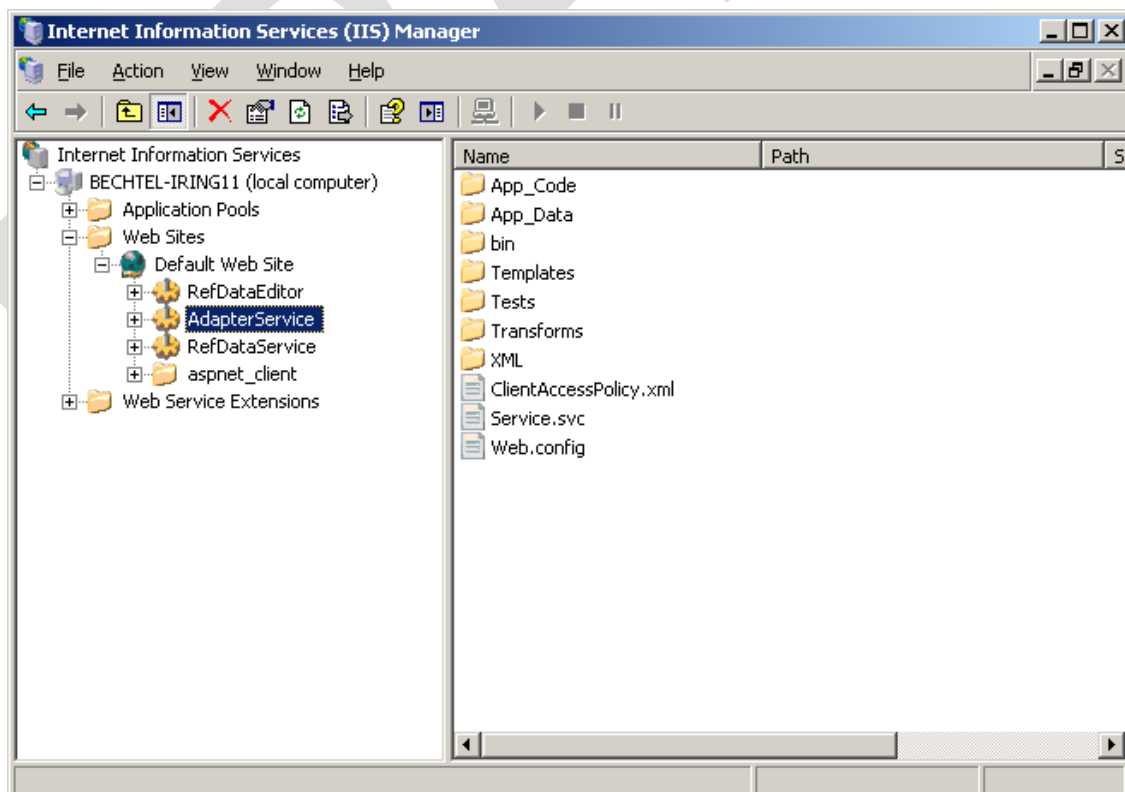 Internet Information Services (IIS) Manager
File Action View Window Help
Internet Information Services
BECHTEL-IRING11 (local computer)
Application Pools
Web Sites
Default Web Site
RefDataEditor
AdapterService
RefDataService
aspnet_client
Web Service Extensions
Name Path S
App_Code
App_Data
bin
Templates
Tests
Transforms
XML
ClientAccessPolicy.xml
Service.svc
Web.config